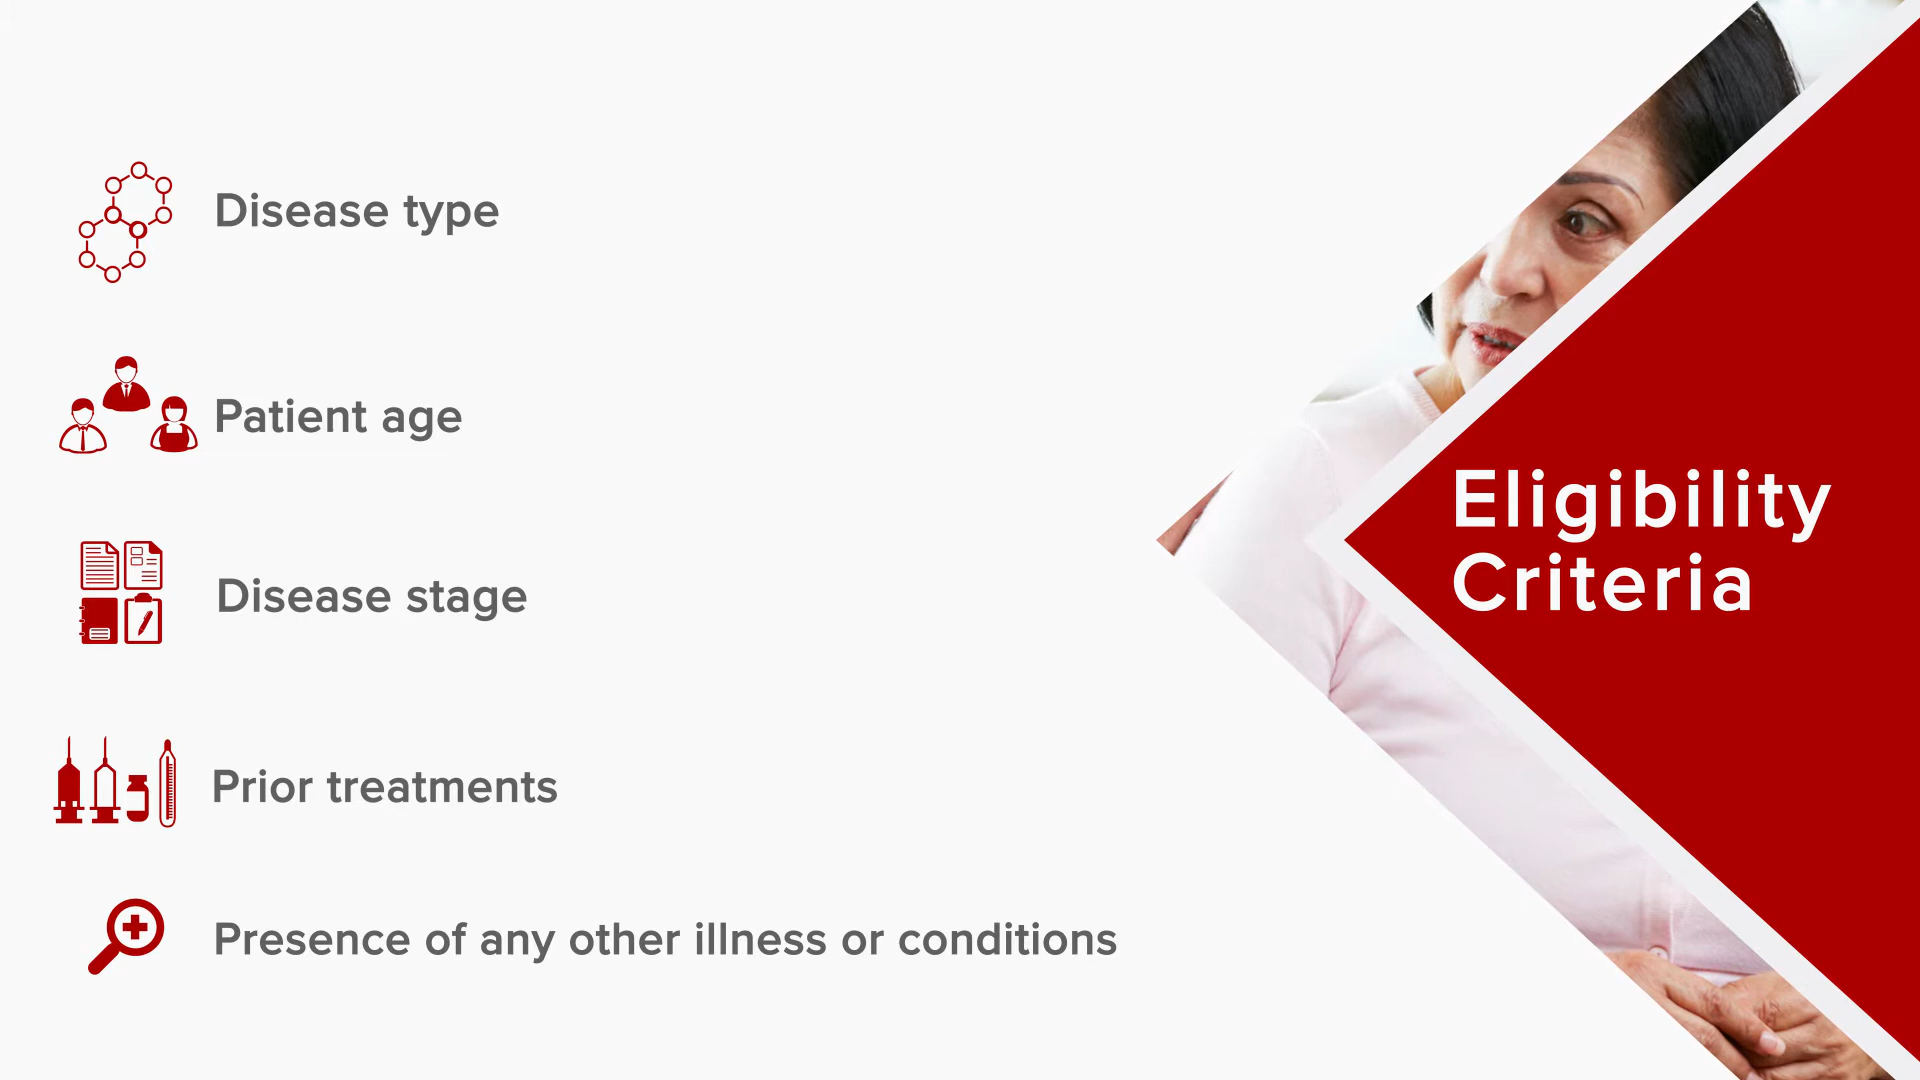 Disease type
Patient age
Disease stage
Prior treatments
Presence of any other illness or conditions
Eligibility
Criteria